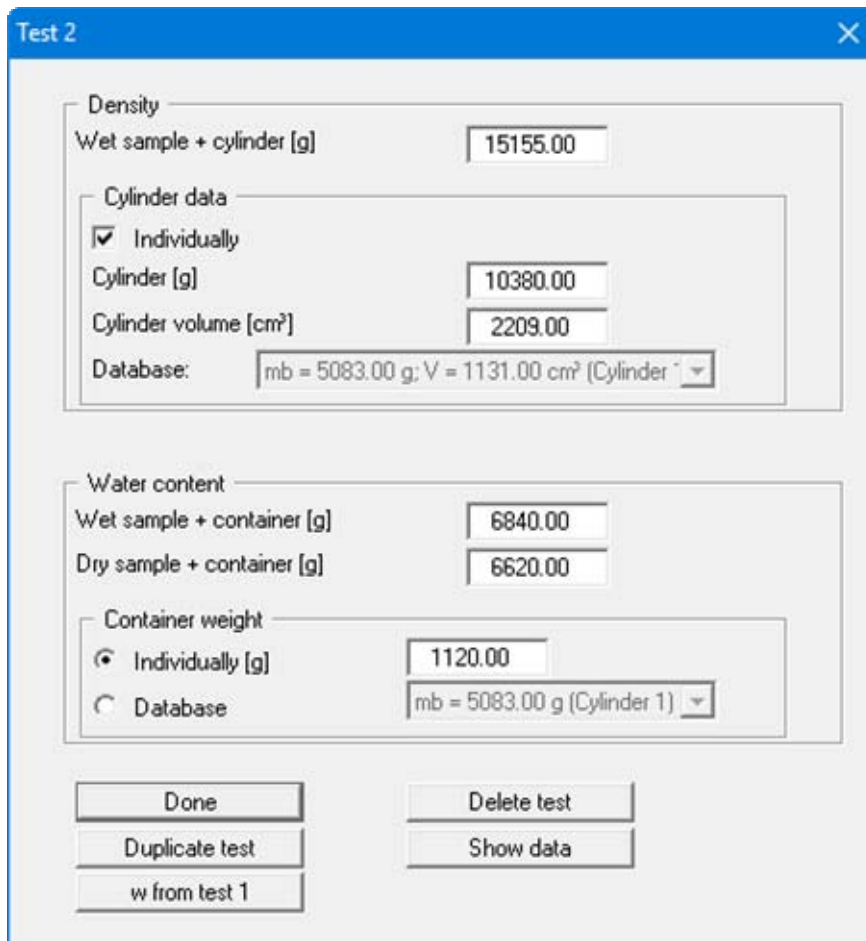 Test 2
Density
Wet sample + cylinder [g] 15155.00
Cylinder data
Individually
Cylinder [g] 10380.00
Cylinder volume [cm³] 2209.00
Database: mb = 5083.00 g; V = 1131.00 cm³ (Cylinder
Water content
Wet sample + container [g] 6840.00
Dry sample + container [g] 6620.00
Container weight
Individually [g] 1120.00
Database mb = 5083.00 g (Cylinder 1)
Done Delete test
Duplicate test Show data
w from test 1